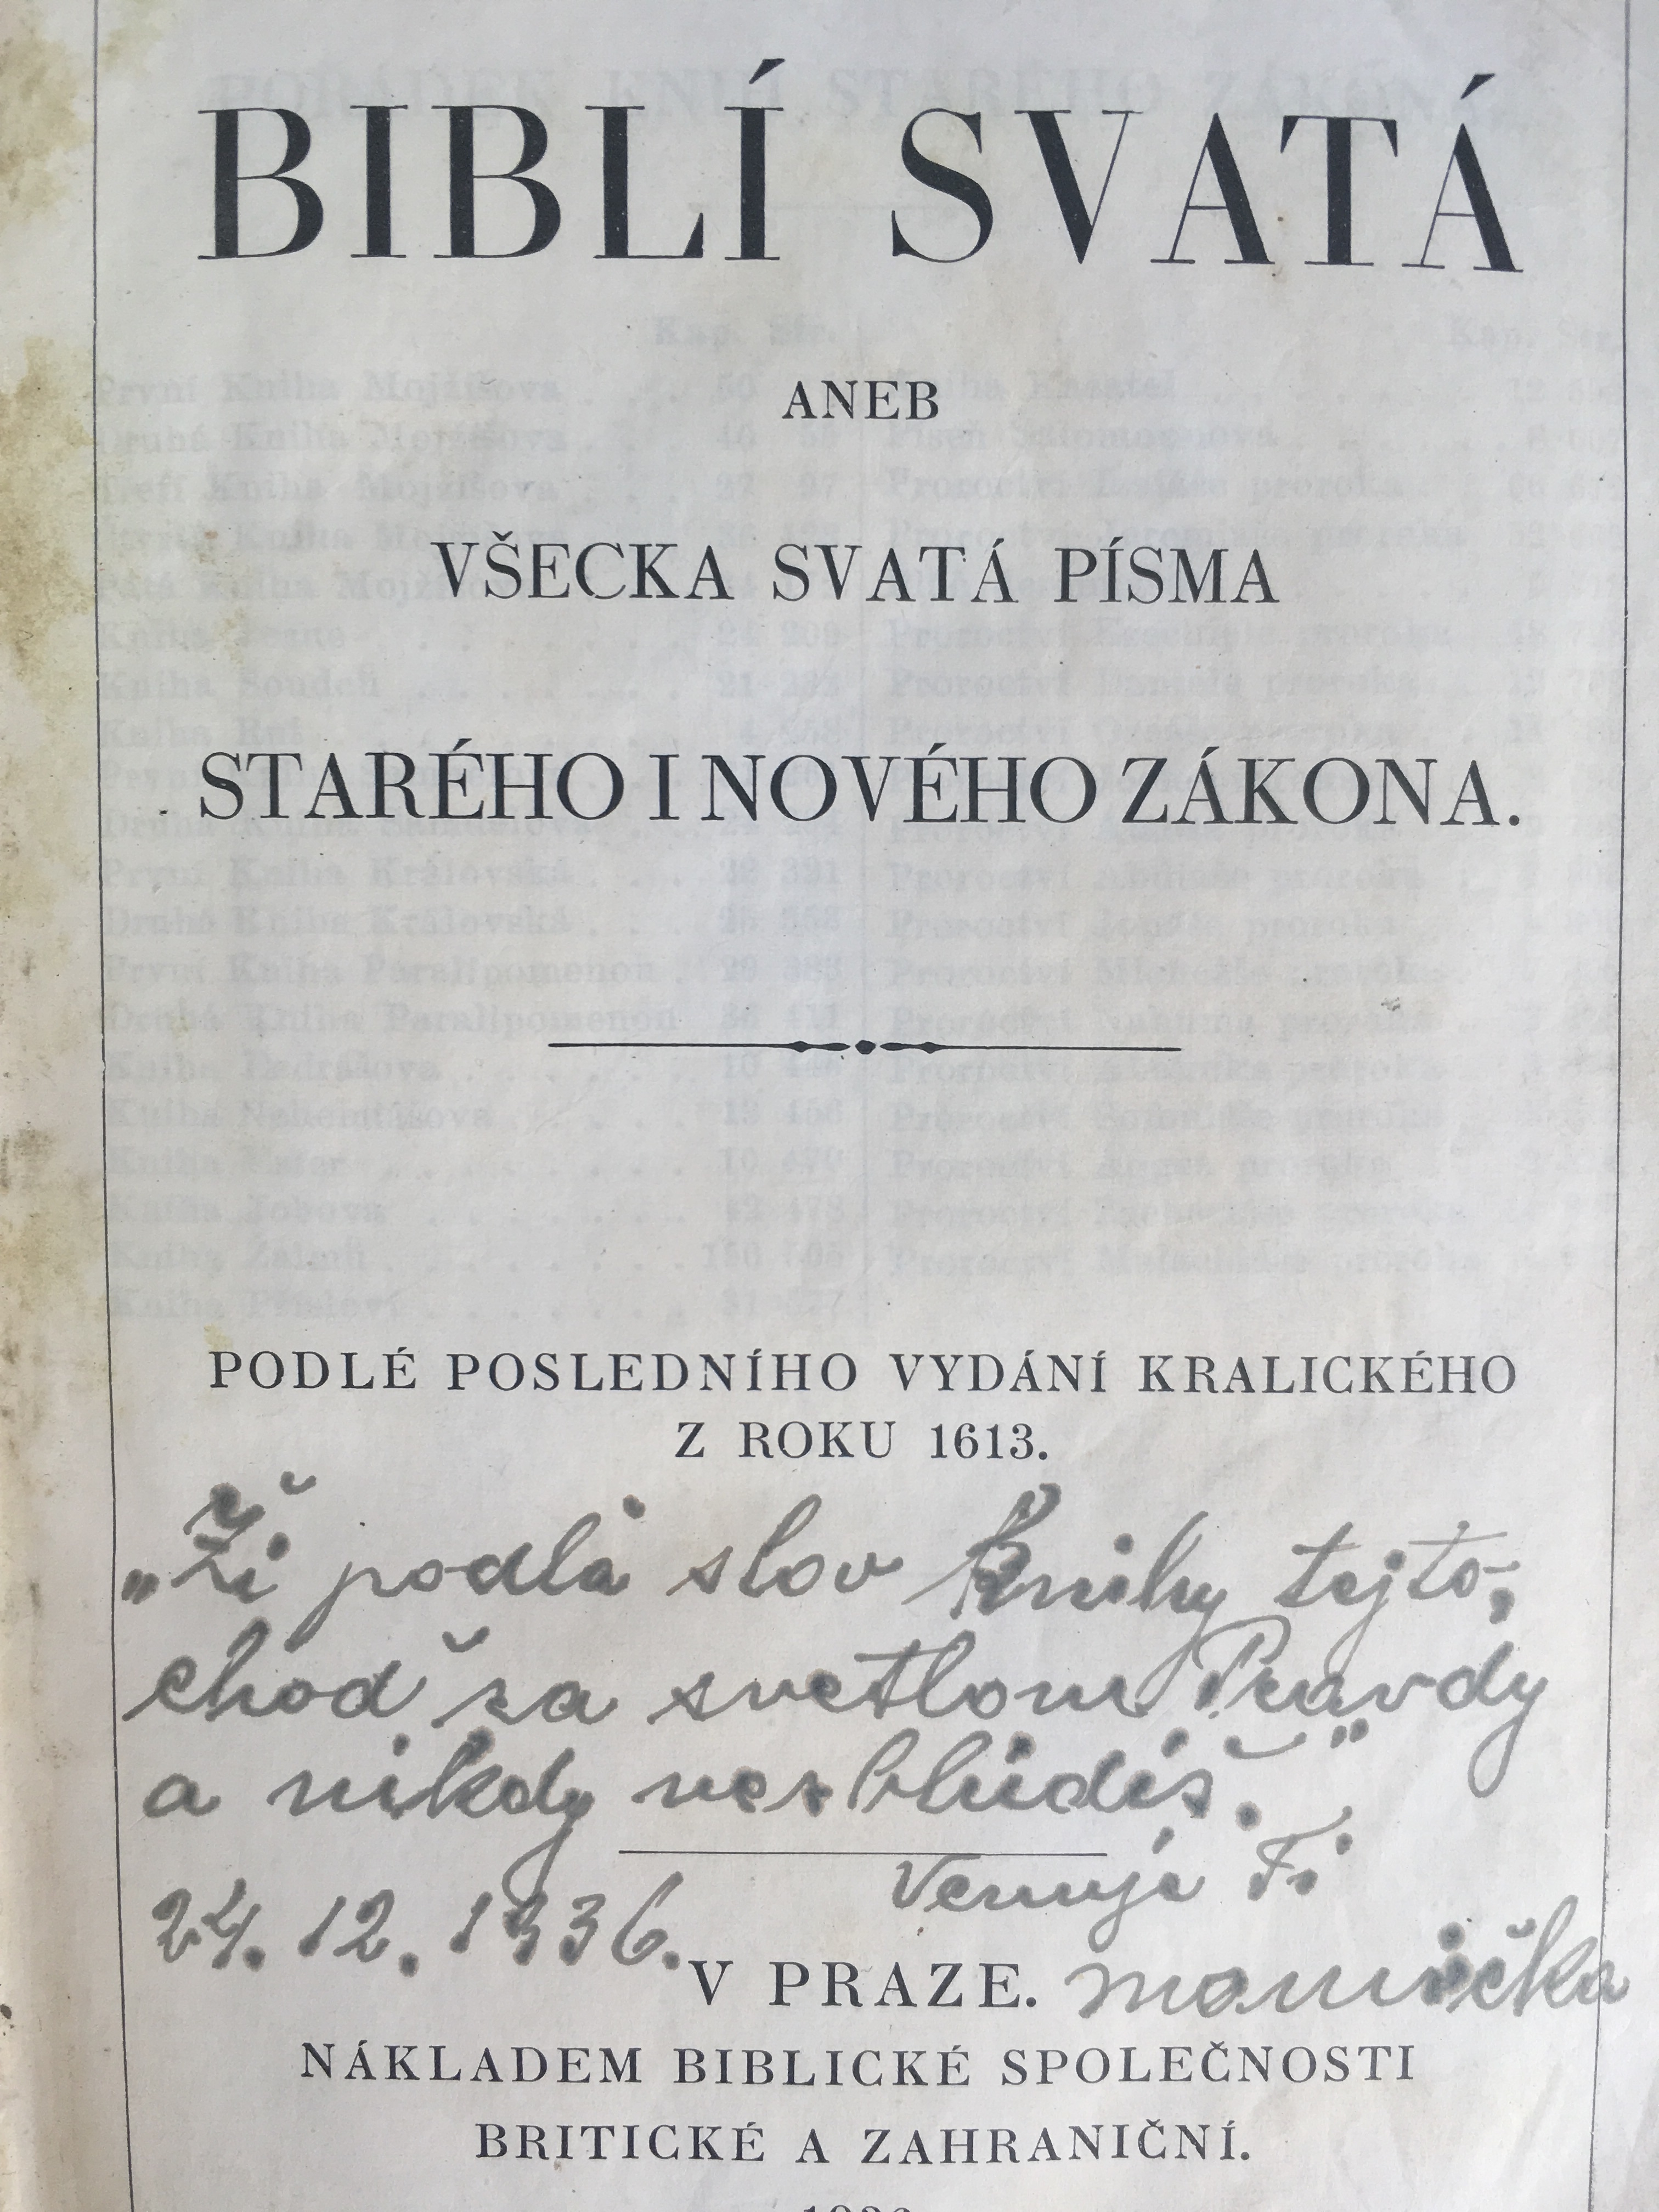 BIBLÍ SVATÁ
ANEB
VŠECKA SVATÁ PÍSMA
STARÉHO I NOVÉHO ZÁKONA.
PODLÉ POSLEDNÍHO VYDÁNÍ KRALICKÉHO
Z ROKU 1613.
„Ži podľa slov Knihy tejto,
choď za svetlom Pravdy
a nikdy nezblúdiš."
Venuje Ti
24. 12. 1936.
V PRAZE. mamička
NÁKLADEM BIBLICKÉ SPOLEČNOSTI
BRITICKÉ A ZAHRANIČNÍ.